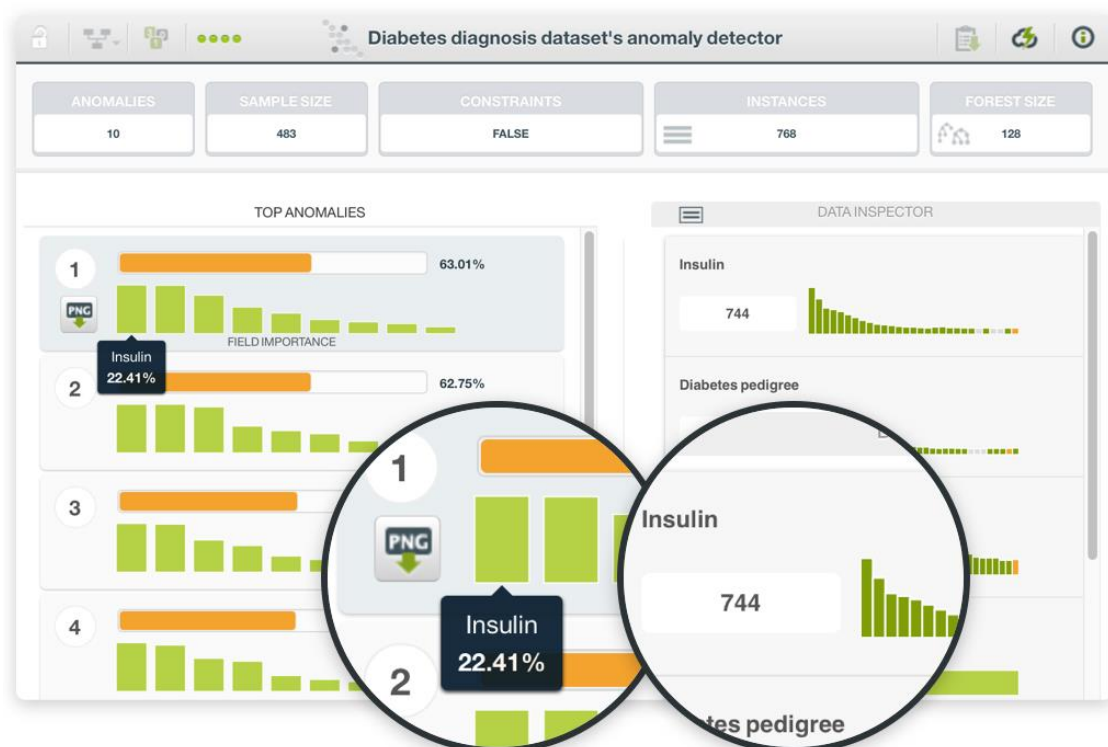 Diabetes diagnosis dataset's anomaly detector
ANOMALIES
10
SAMPLE SIZE
483
CONSTRAINTS
FALSE
INSTANCES
768
FOREST SIZE
128
TOP ANOMALIES
1
63.01%
PNG
FIELD IMPORTANCE
Insulin
22.41%
2
62.75%
3
4
DATA INSPECTOR
Insulin
744
Diabetes pedigree
1
PNG
Insulin
22.41%
2
Insulin
744
tes pedigree